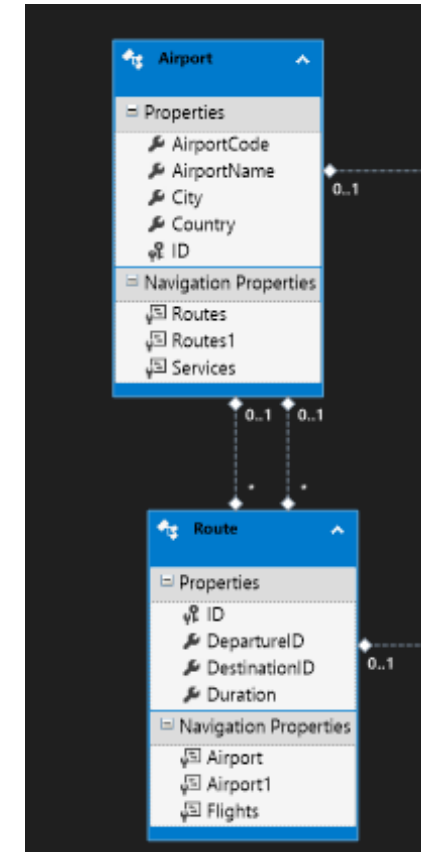 Airport
Properties
AirportCode
AirportName
City
Country
ID
0..1
Navigation Properties
Routes
Routes1
Services
0..1 0..1
* *
Route
Properties
ID
DepartureID
DestinationID
Duration
0..1
Navigation Properties
Airport
Airport1
Flights